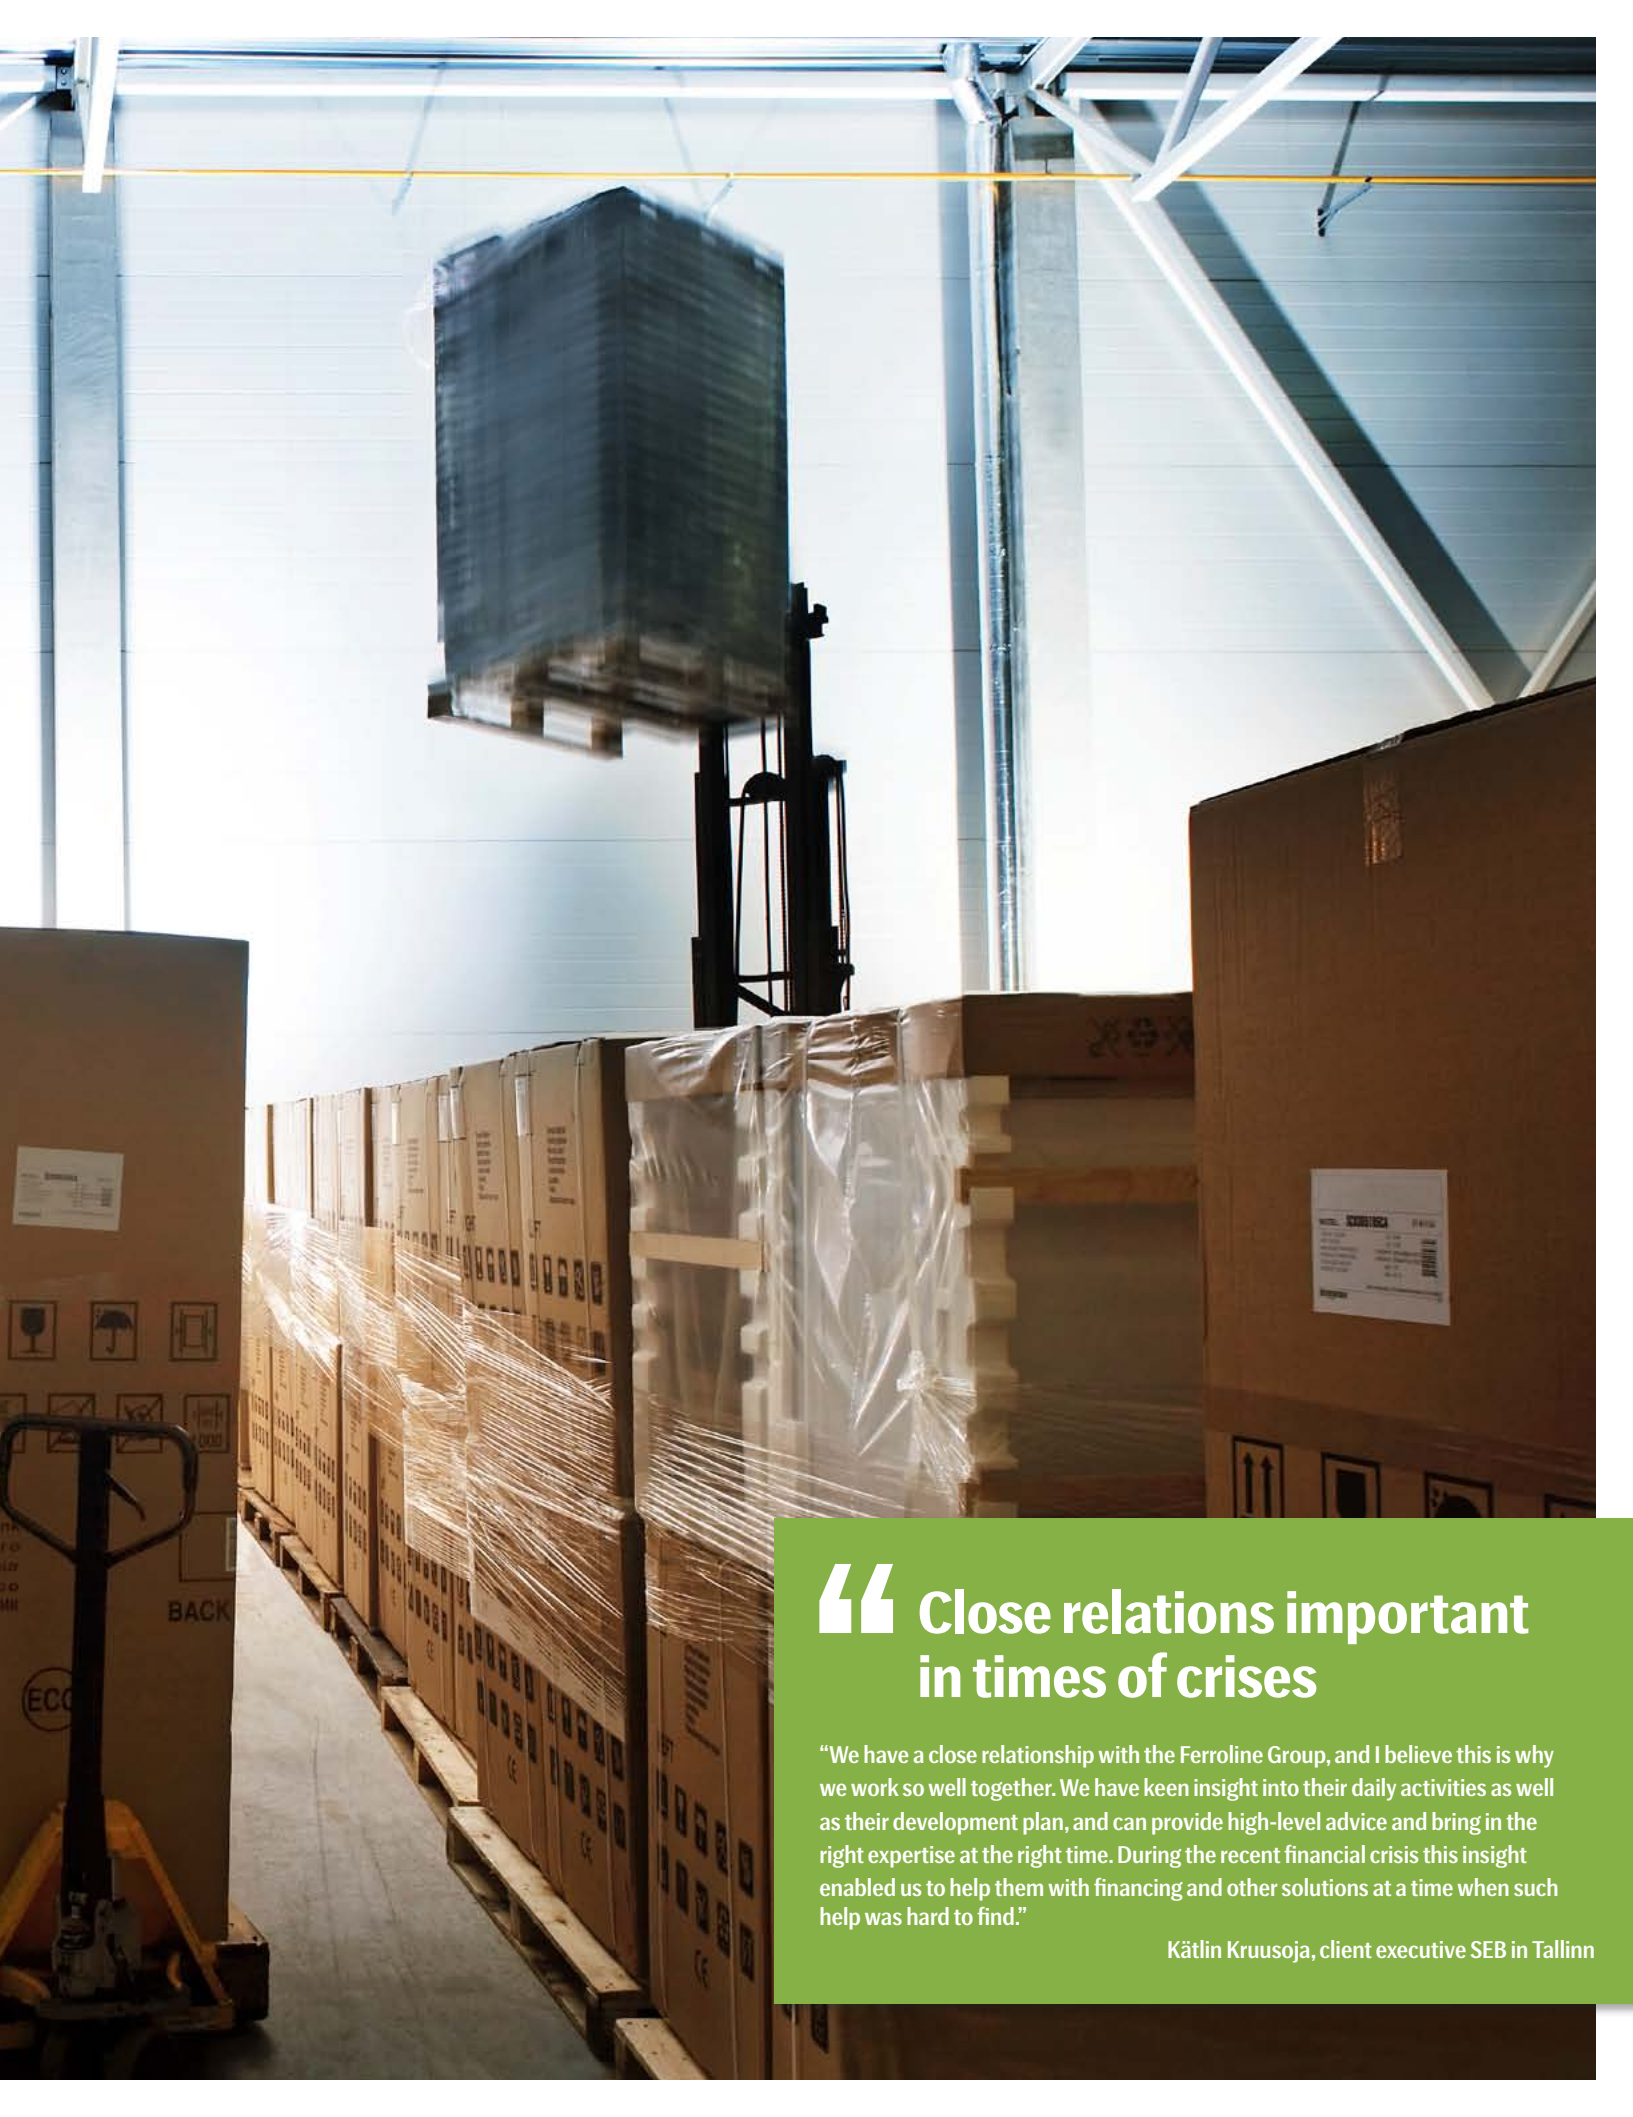 BACK
“ Close relations important
in times of crises
“We have a close relationship with the Ferroline Group, and I believe this is why
we work so well together. We have keen insight into their daily activities as well
as their development plan, and can provide high-level advice and bring in the
right expertise at the right time. During the recent financial crisis this insight
enabled us to help them with financing and other solutions at a time when such
help was hard to find.”
Kätlin Kruusoja, client executive SEB in Tallinn